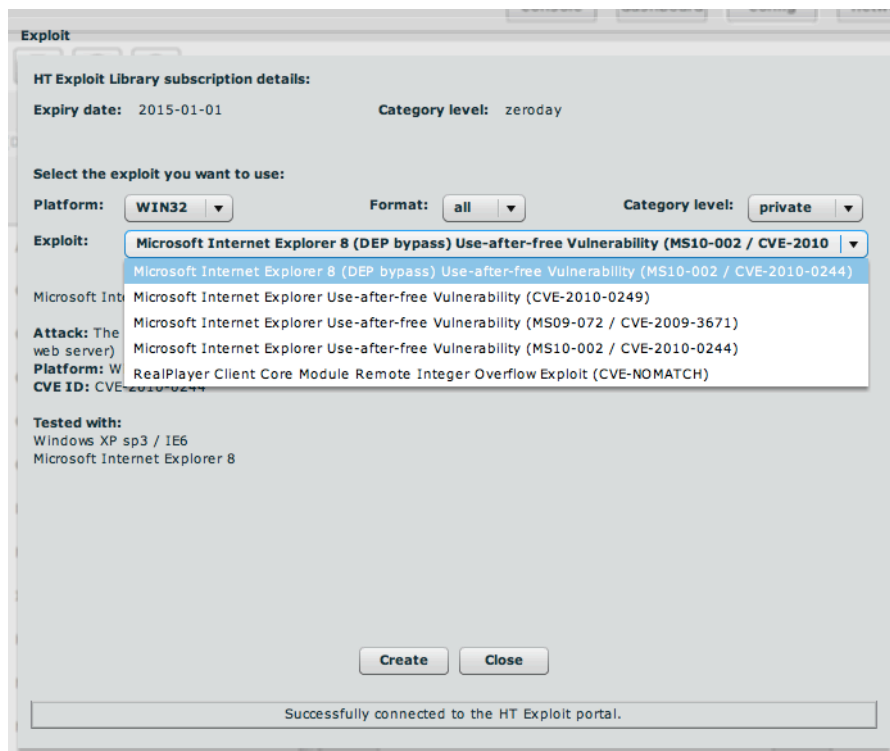 Exploit
HT Exploit Library subscription details:
Expiry date: 2015-01-01 Category level: zeroday
Select the exploit you want to use:
Platform: WIN32 Format: all Category level: private
Exploit: Microsoft Internet Explorer 8 (DEP bypass) Use-after-free Vulnerability (MS10-002 / CVE-2010
Microsoft Internet Explorer 8 (DEP bypass) Use-after-free Vulnerability (MS10-002 / CVE-2010-0244)
Microsoft Int
Microsoft Internet Explorer Use-after-free Vulnerability (CVE-2010-0249)
Microsoft Internet Explorer Use-after-free Vulnerability (MS09-072 / CVE-2009-3671)
Microsoft Internet Explorer Use-after-free Vulnerability (MS10-002 / CVE-2010-0244)
RealPlayer Client Core Module Remote Integer Overflow Exploit (CVE-NOMATCH)
Attack: The
web server)
Platform: W
CVE ID: CVE-2010-0244
Tested with:
Windows XP sp3 / IE6
Microsoft Internet Explorer 8
Create Close
Successfully connected to the HT Exploit portal.